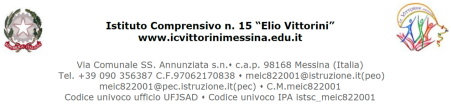 Istituto Comprensivo n. 15 "Elio Vittorini"
www.icvittorinimessina.edu.it
Via Comunale SS. Annunziata s.n.• c.a.p. 98168 Messina (Italia)
Tel. +39 090 356387 C.F.97062170838 • meic822001@istruzione.it(peo)
meic822001@pec.istruzione.it(pec) • C.M.meic822001
Codice univoco ufficio UFJSAD • Codice univoco IPA istsc_meic822001